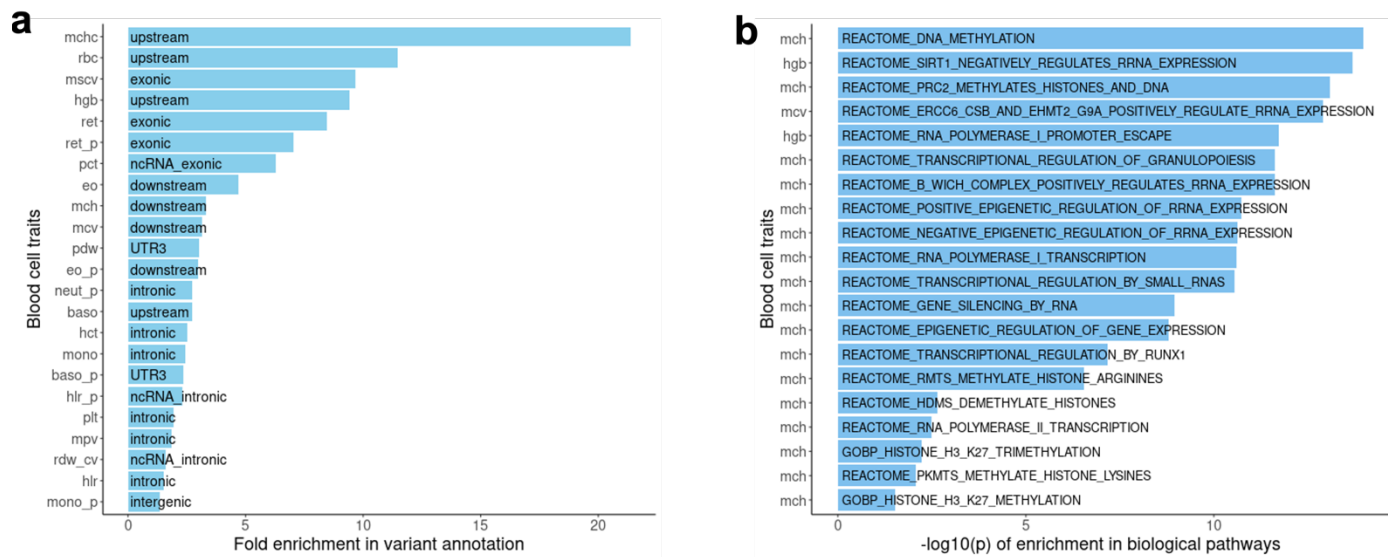 a
Blood cell traits
mchc upstream
rbc upstream
mscv exonic
hgb upstream
ret exonic
ret_p exonic
pct ncRNA_exonic
eo downstream
mch downstream
mcv downstream
pdw UTR3
eo_p downstream
neut_p intronic
baso upstream
hct intronic
mono intronic
baso_p UTR3
hlr_p ncRNA_intronic
plt intronic
mpv intronic
rdw_cv ncRNA_intronic
hlr intronic
mono_p intergenic
0 5 10 15 20
Fold enrichment in variant annotation
b
Blood cell traits
mch REACTOME_DNA_METHYLATION
hgb REACTOME_SIRT1_NEGATIVELY_REGULATES_RRNA_EXPRESSION
mch REACTOME_PRC2_METHYLATES_HISTONES_AND_DNA
mcv REACTOME_ERCC6_CSB_AND_EHMT2_G9A_POSITIVELY_REGULATE_RRNA_EXPRESSION
hgb REACTOME_RNA_POLYMERASE_I_PROMOTER_ESCAPE
mch REACTOME_TRANSCRIPTIONAL_REGULATION_OF_GRANULOPOIESIS
mch REACTOME_B_WICH_COMPLEX_POSITIVELY_REGULATES_RRNA_EXPRESSION
mch REACTOME_POSITIVE_EPIGENETIC_REGULATION_OF_RRNA_EXPRESSION
mch REACTOME_NEGATIVE_EPIGENETIC_REGULATION_OF_RRNA_EXPRESSION
mch REACTOME_RNA_POLYMERASE_I_TRANSCRIPTION
mch REACTOME_TRANSCRIPTIONAL_REGULATION_BY_SMALL_RNAS
mch REACTOME_GENE_SILENCING_BY_RNA
mch REACTOME_EPIGENETIC_REGULATION_OF_GENE_EXPRESSION
mch REACTOME_TRANSCRIPTIONAL_REGULATION_BY_RUNX1
mch REACTOME_RMTS_METHYLATE_HISTONE_ARGININES
mch REACTOME_HDMS_DEMETHYLATE_HISTONES
mch REACTOME_RNA_POLYMERASE_II_TRANSCRIPTION
mch GOBP_HISTONE_H3_K27_TRIMETHYLATION
mch REACTOME_PKMTS_METHYLATE_HISTONE_LYSINES
mch GOBP_HISTONE_H3_K27_METHYLATION
0 5 10
-log10(p) of enrichment in biological pathways